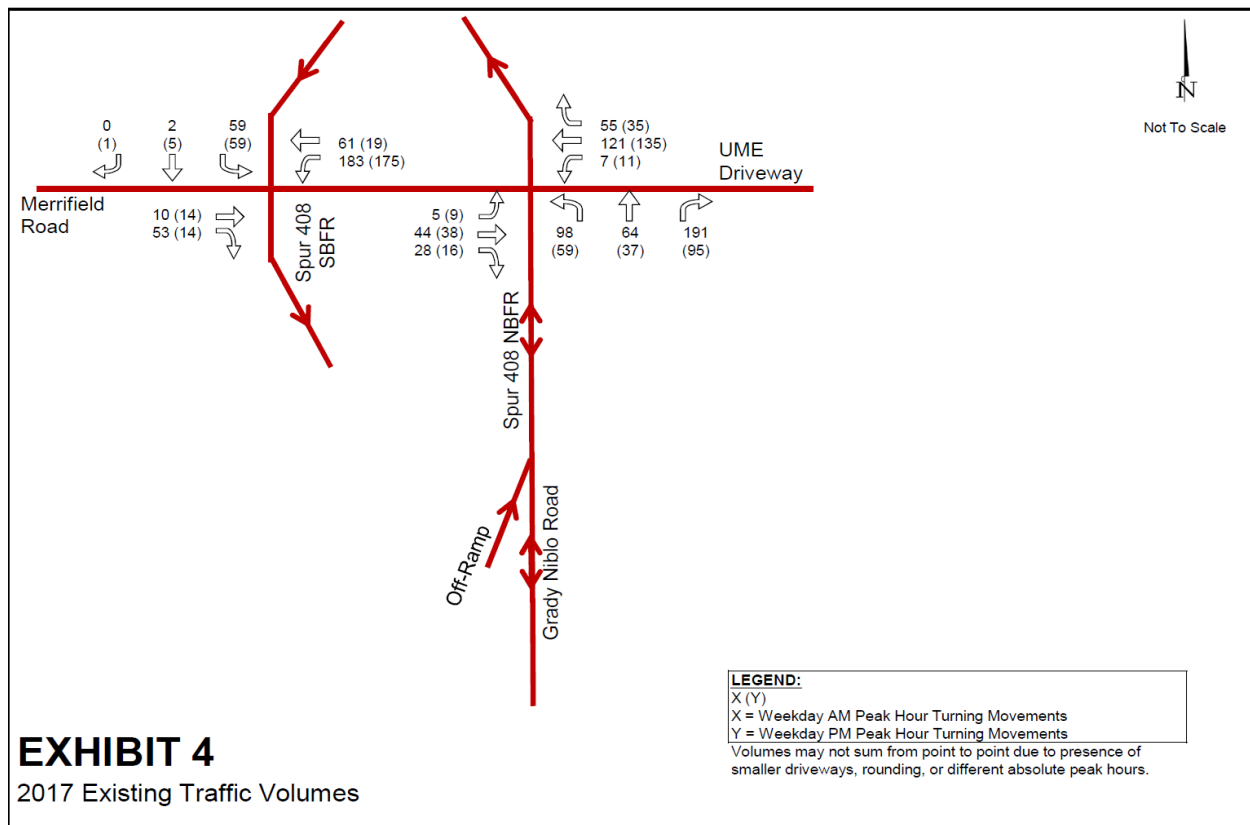 N
Not To Scale
0 2 59
(1) (5) (59)
61 (19)
183 (175)
55 (35)
121 (135)
7 (11)
UME
Driveway
Merrifield
Road
10 (14)
53 (14)
Spur 408
SBFR
5 (9)
44 (38)
28 (16)
98 64 191
(59) (37) (95)
Spur 408 NBFR
Off-Ramp
Grady Niblo Road
LEGEND:
X (Y)
X = Weekday AM Peak Hour Turning Movements
Y = Weekday PM Peak Hour Turning Movements
Volumes may not sum from point to point due to presence of
smaller driveways, rounding, or different absolute peak hours.
EXHIBIT 4
2017 Existing Traffic Volumes